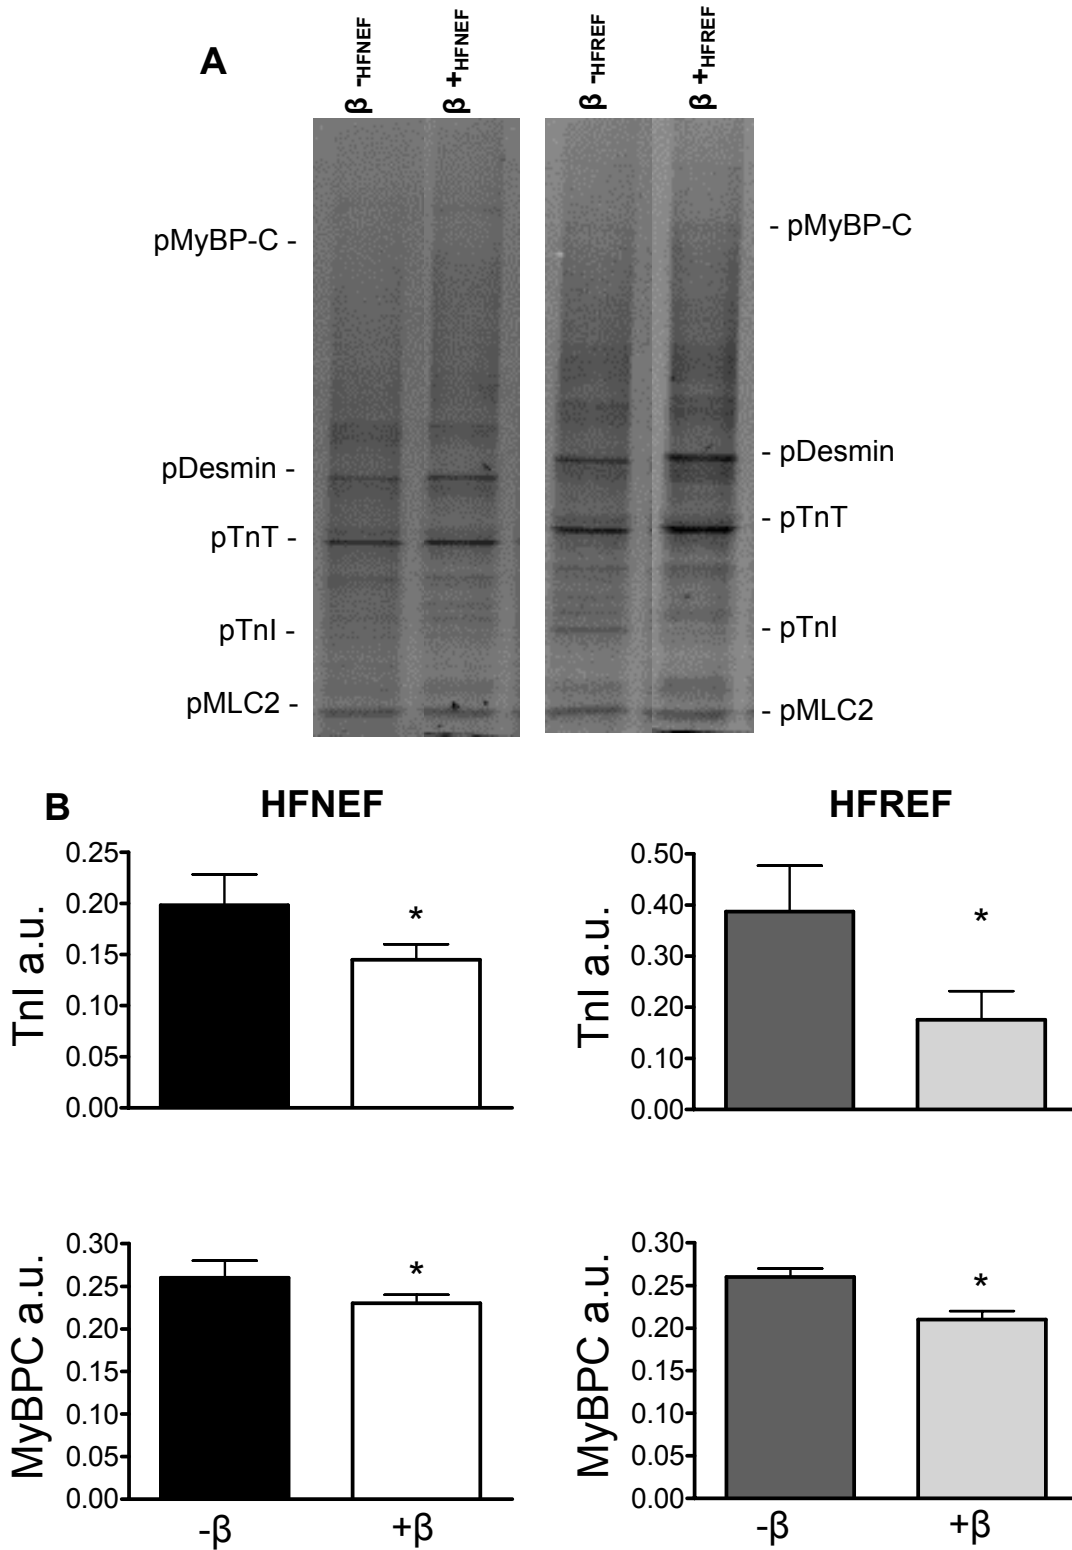 A
β -HFNEF
β +HFNEF
β -HFREF
β +HFREF
pMyBP-C -
- pMyBP-C
pDesmin -
- pDesmin
pTnT -
- pTnT
pTnI -
- pTnI
pMLC2 -
- pMLC2
B
HFNEF
HFREF
TnI a.u.
0.25
0.20
0.15
0.10
0.05
0.00
*
TnI a.u.
0.50
0.40
0.30
0.20
0.10
0.00
*
MyBPC a.u.
0.30
0.25
0.20
0.15
0.10
0.05
0.00
*
-β
+β
MyBPC a.u.
0.30
0.25
0.20
0.15
0.10
0.05
0.00
*
-β
+β